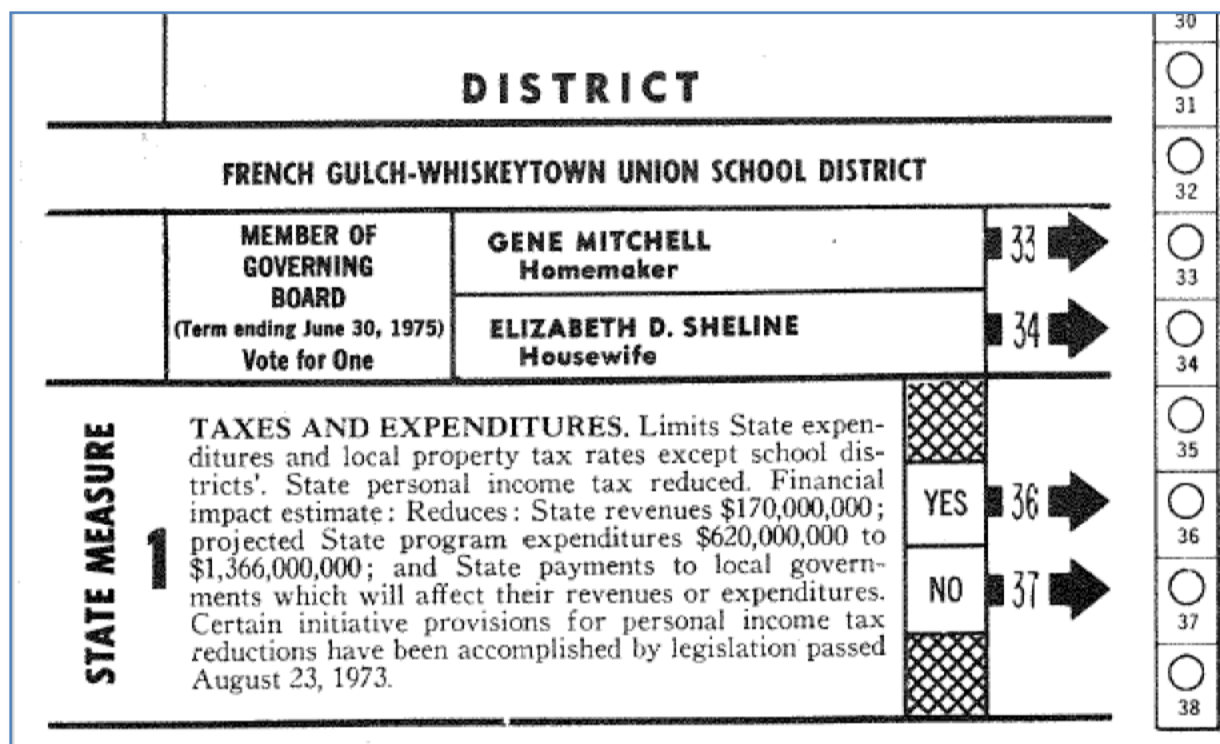 DISTRICT
FRENCH GULCH-WHISKEYTOWN UNION SCHOOL DISTRICT
MEMBER OF
GOVERNING
BOARD
(Term ending June 30, 1975)
Vote for One
GENE MITCHELL
Homemaker
33
ELIZABETH D. SHELINE
Housewife
34
STATE MEASURE
1
TAXES AND EXPENDITURES. Limits State expen-
ditures and local property tax rates except school dis-
tricts'. State personal income tax reduced. Financial
impact estimate: Reduces: State revenues $170,000,000;
projected State program expenditures $620,000,000 to
$1,366,000,000; and State payments to local govern-
ments which will affect their revenues or expenditures.
Certain initiative provisions for personal income tax
reductions have been accomplished by legislation passed
August 23, 1973.
YES
36
NO
37
30
31
32
33
34
35
36
37
38